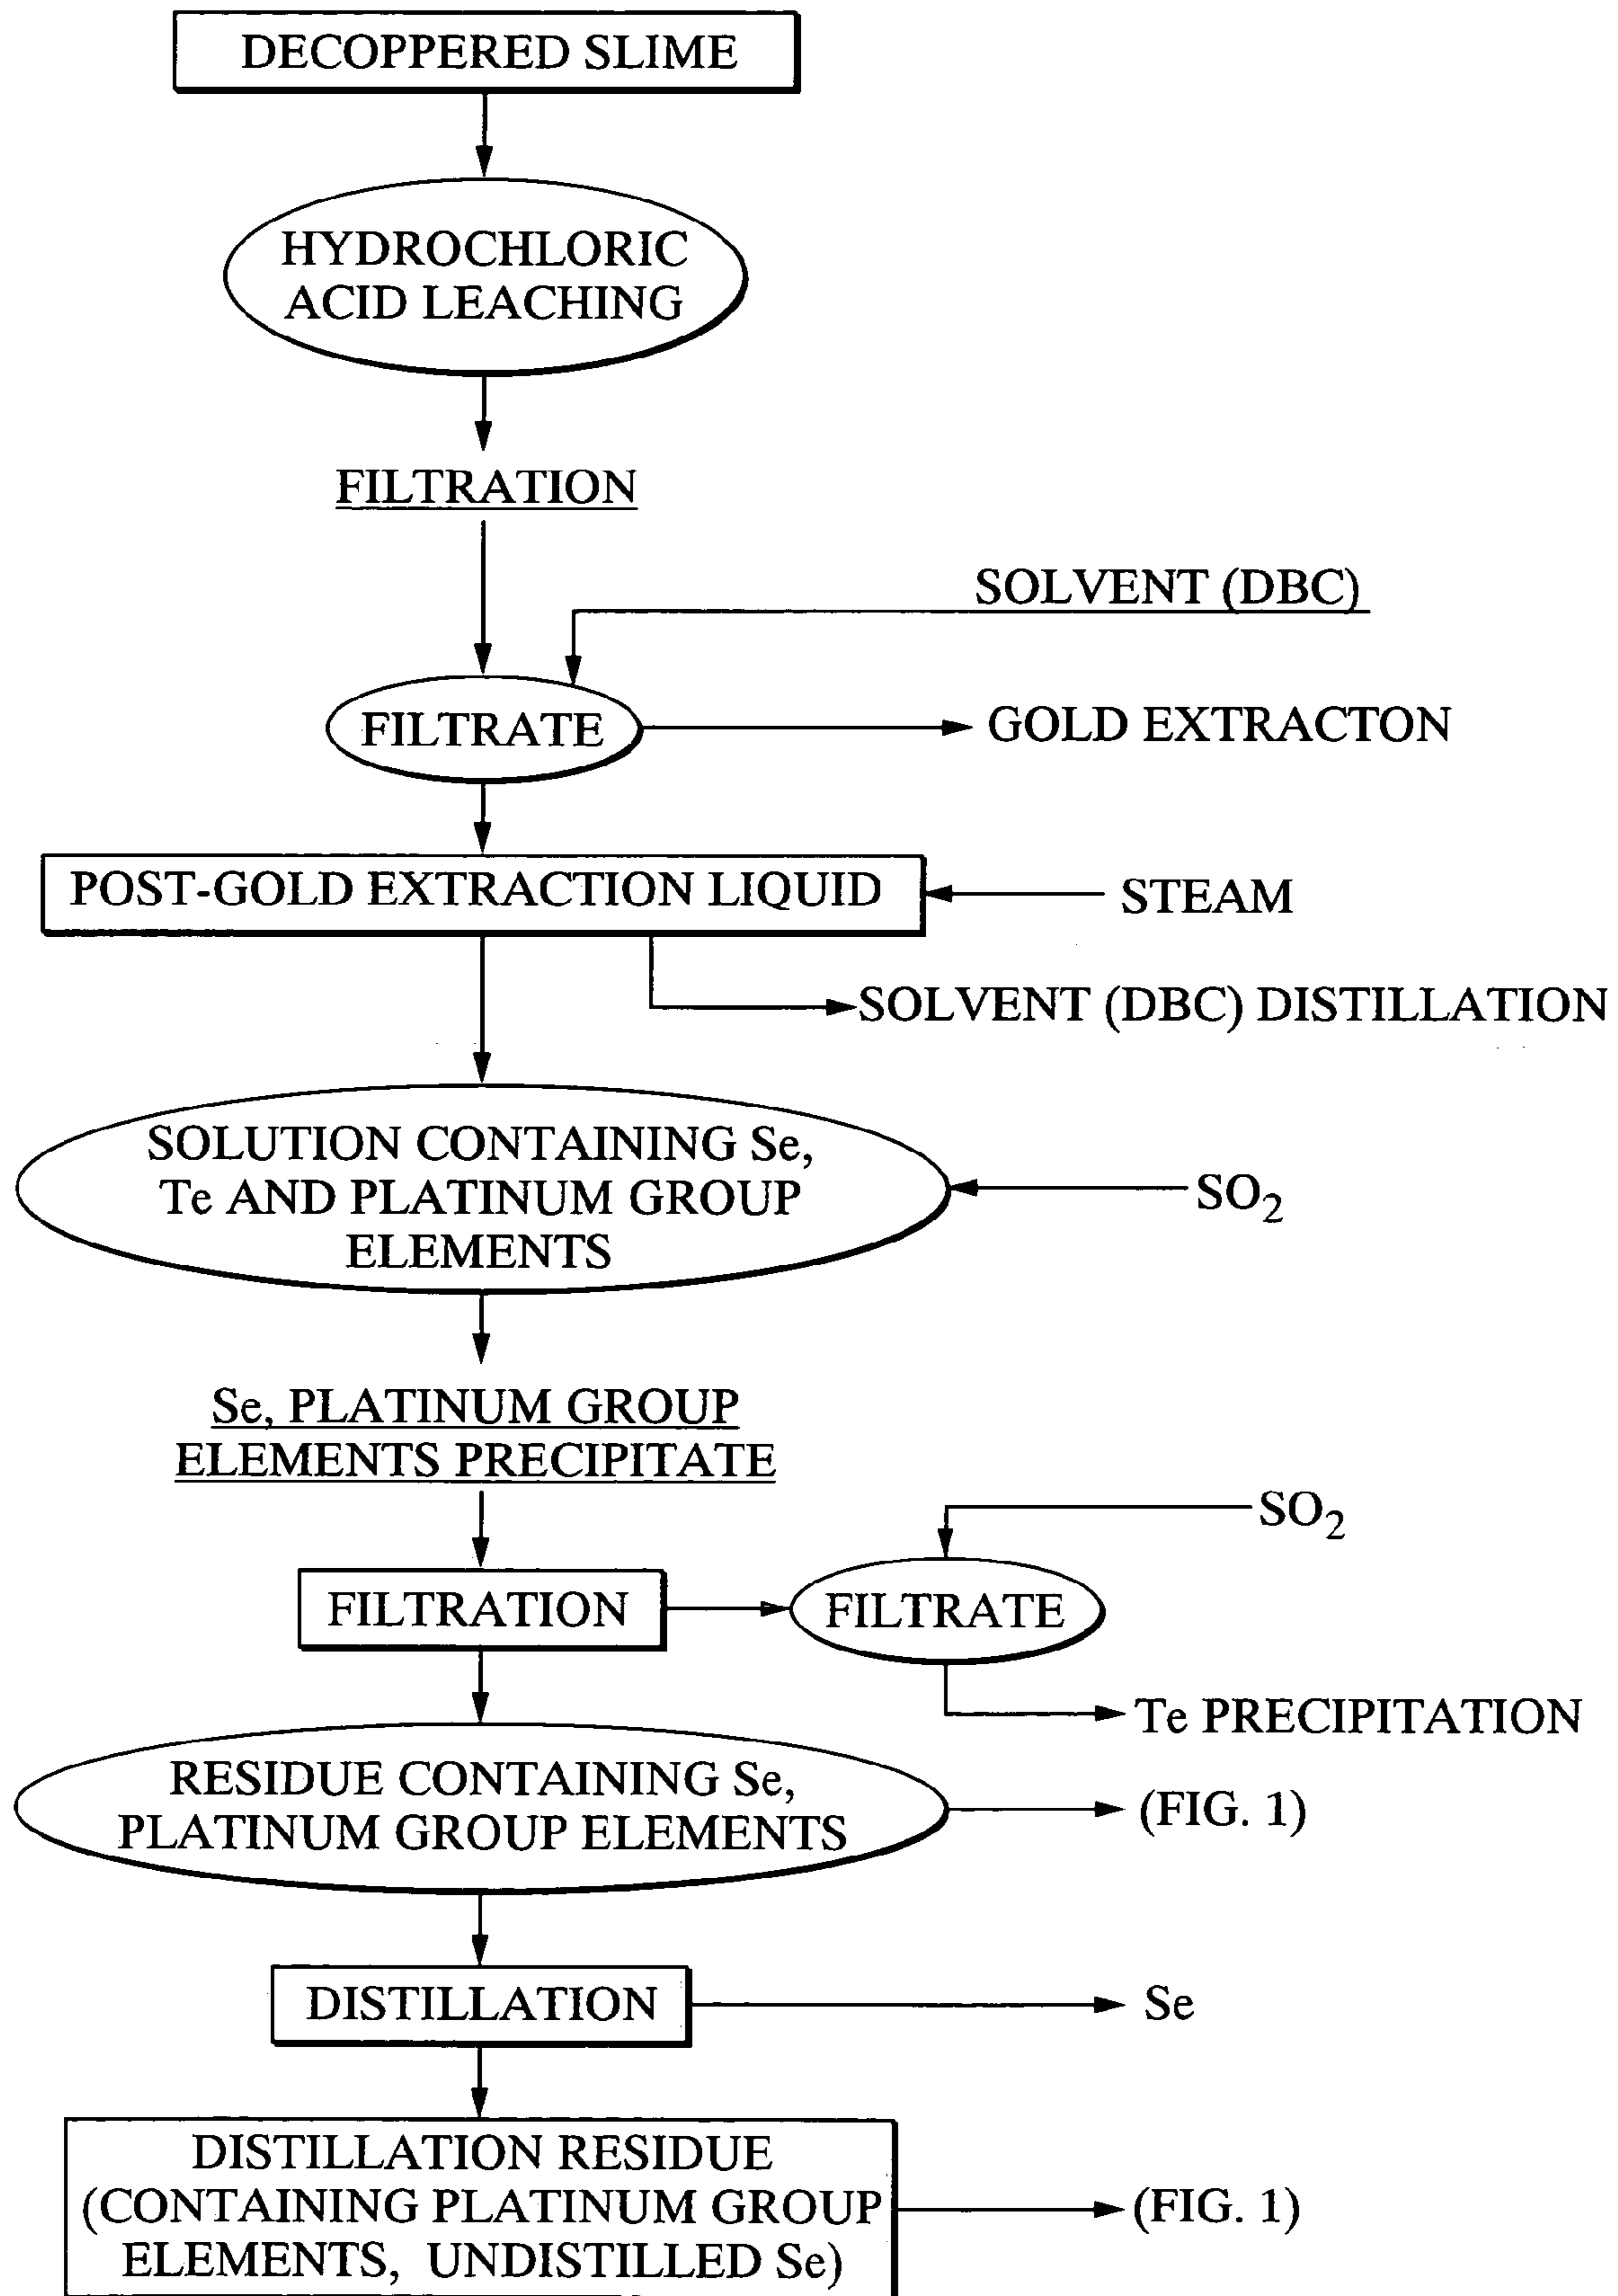 DECOPPERED SLIME
HYDROCHLORIC
ACID LEACHING
FILTRATION
SOLVENT (DBC)
FILTRATE
GOLD EXTRACTON
POST-GOLD EXTRACTION LIQUID
STEAM
SOLVENT (DBC) DISTILLATION
SOLUTION CONTAINING Se,
Te AND PLATINUM GROUP
ELEMENTS
SO2
Se, PLATINUM GROUP
ELEMENTS PRECIPITATE
SO2
FILTRATION
FILTRATE
Te PRECIPITATION
RESIDUE CONTAINING Se,
PLATINUM GROUP ELEMENTS
(FIG. 1)
DISTILLATION
Se
DISTILLATION RESIDUE
(CONTAINING PLATINUM GROUP
ELEMENTS, UNDISTILLED Se)
(FIG. 1)